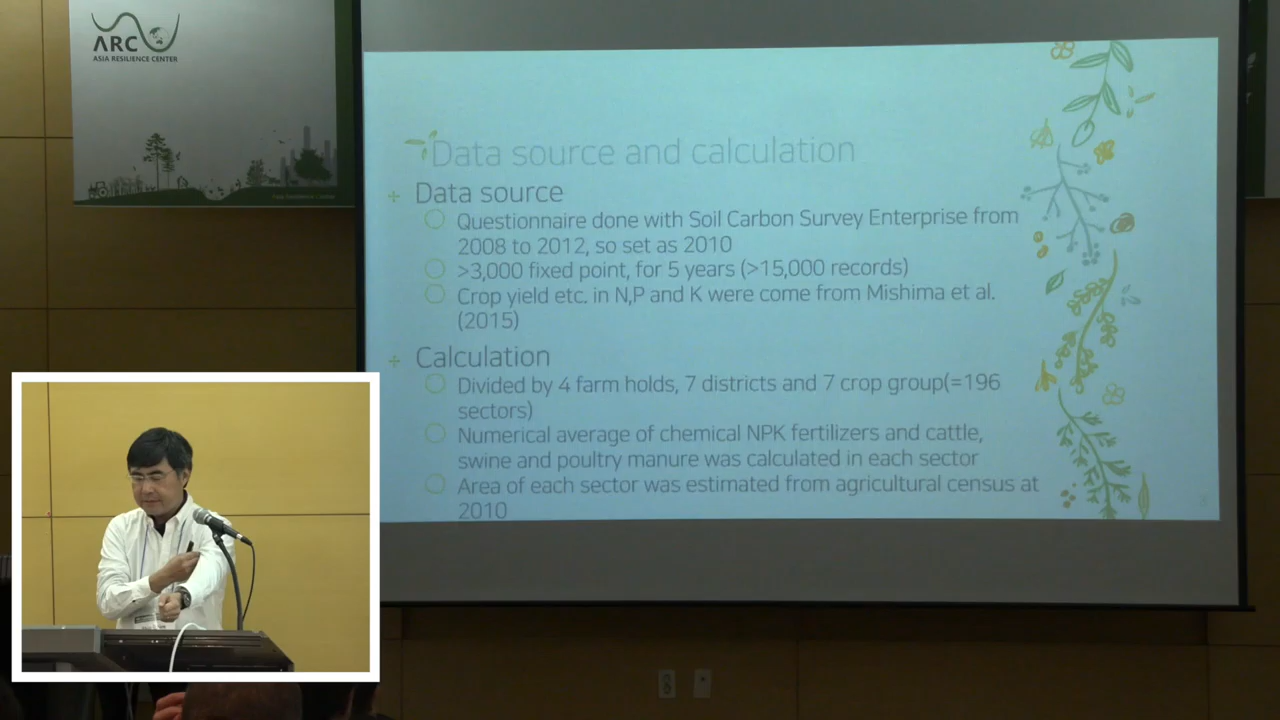 ARC
ASIA RESILIENCE CENTER
Data source and calculation
Data source
Questionnaire done with Soil Carbon Survey Enterprise from
2008 to 2012, so set as 2010
>3,000 fixed point, for 5 years (>15,000 records)
Crop yield etc. in N,P and K were come from Mishima et al.
(2015)
Calculation
Divided by 4 farm holds, 7 districts and 7 crop group(=196
sectors)
Numerical average of chemical NPK fertilizers and cattle,
swine and poultry manure was calculated in each sector
Area of each sector was estimated from agricultural census at
2010